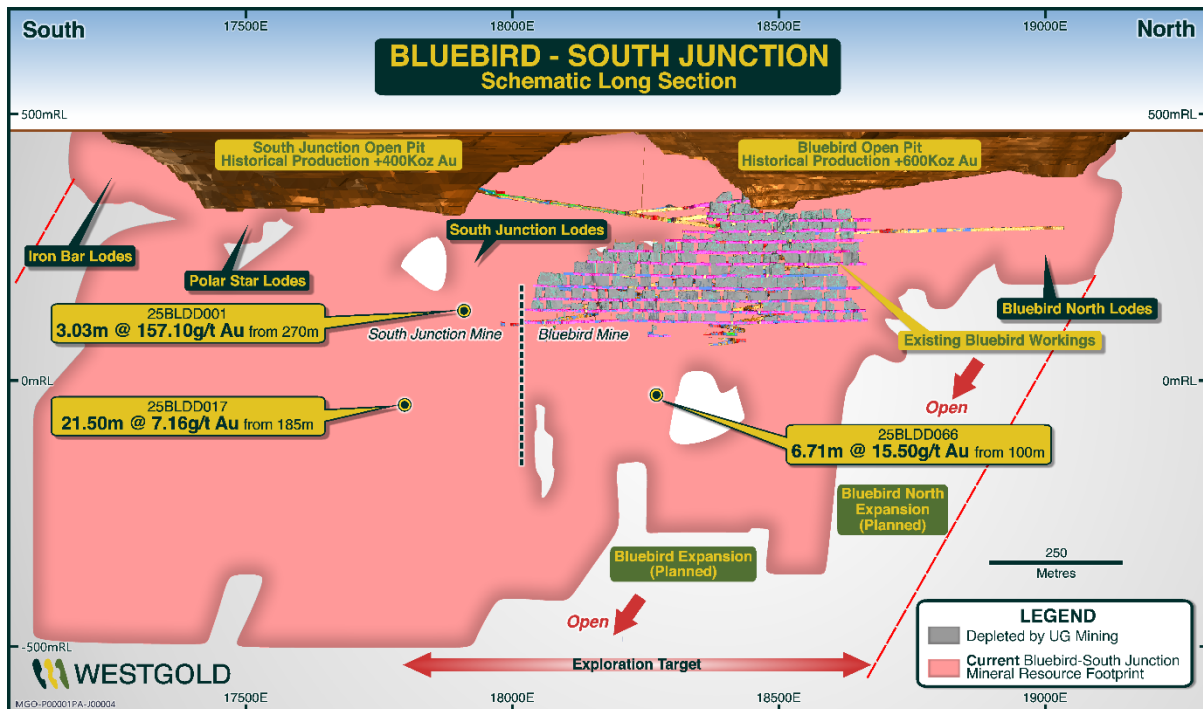 South
17500E
18000E
18500E
19000E
North
BLUEBIRD - SOUTH JUNCTION
Schematic Long Section
500mRL
500mRL
South Junction Open Pit
Historical Production +400Koz Au
Bluebird Open Pit
Historical Production +600Koz Au
Iron Bar Lodes
Polar Star Lodes
South Junction Lodes
Bluebird North Lodes
25BLDD001
3.03m @ 157.10g/t Au from 270m
South Junction Mine
Bluebird Mine
Existing Bluebird Workings
0mRL
0mRL
Open
25BLDD017
21.50m @ 7.16g/t Au from 185m
25BLDD066
6.71m @ 15.50g/t Au from 100m
Bluebird North
Expansion
(Planned)
Bluebird Expansion
(Planned)
250
Metres
Open
LEGEND
Depleted by UG Mining
Current Bluebird-South Junction
Mineral Resource Footprint
-500mRL
WESTGOLD
Exploration Target
MGO-P00001PA-J00004
17500E
18000E
18500E
19000E